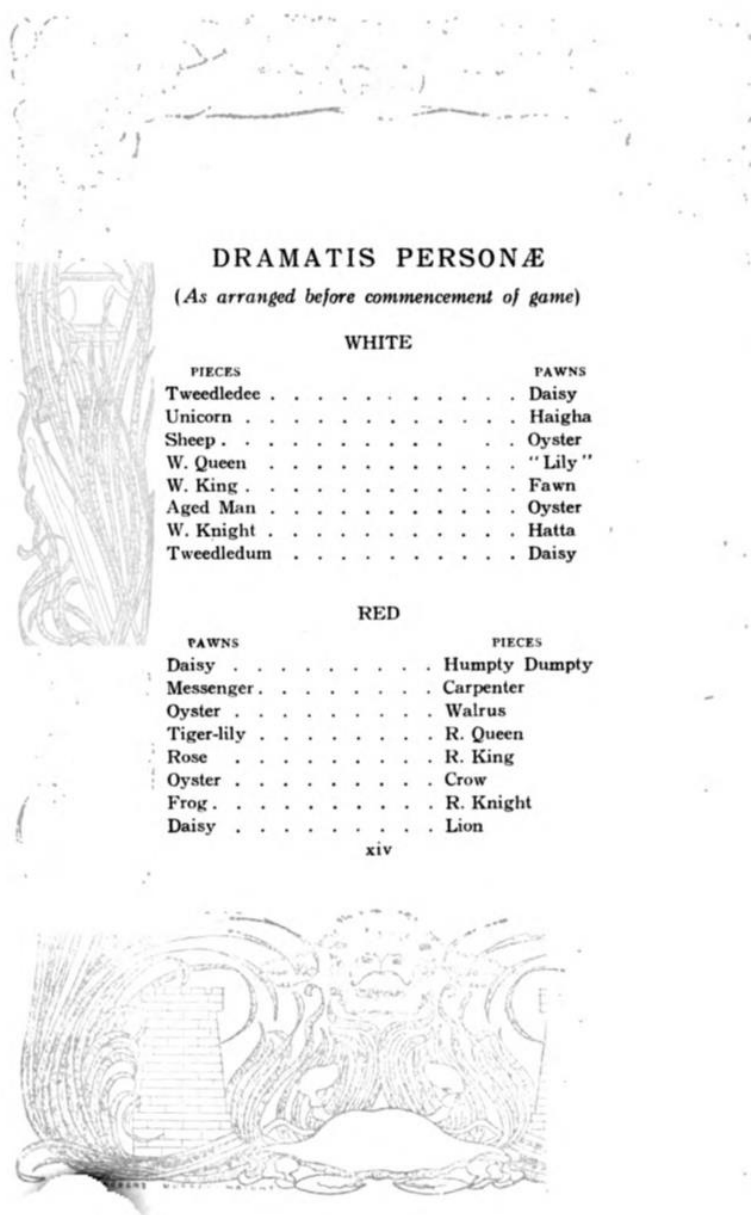 DRAMATIS PERSONÆ
(As arranged before commencement of game)
WHITE
PIECES PAWNS
Tweedledee . . . . . . . . . . . Daisy
Unicorn . . . . . . . . . . . . Haigha
Sheep . . . . . . . . . . . . Oyster
W. Queen . . . . . . . . . . . "Lily"
W. King . . . . . . . . . . . . Fawn
Aged Man . . . . . . . . . . . Oyster
W. Knight . . . . . . . . . . . Hatta
Tweedledum . . . . . . . . . . Daisy
RED
PAWNS PIECES
Daisy . . . . . . . . . Humpty Dumpty
Messenger . . . . . . . . Carpenter
Oyster . . . . . . . . . Walrus
Tiger-lily . . . . . . . . R. Queen
Rose . . . . . . . . . R. King
Oyster . . . . . . . . . Crow
Frog . . . . . . . . . . R. Knight
Daisy . . . . . . . . . Lion
xiv